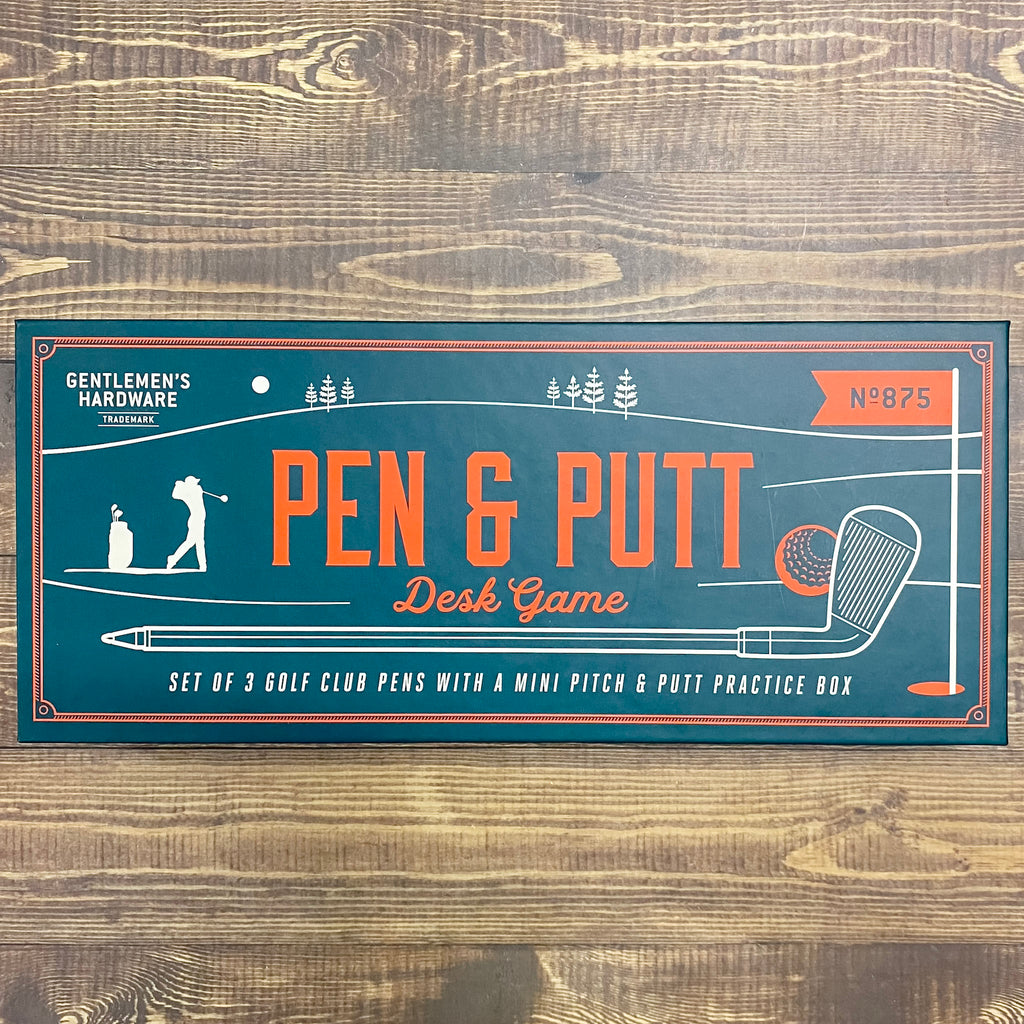 GENTLEMEN'S
HARDWARE
TRADEMARK
Nº875
PEN & PUTT
Desk Game
SET OF 3 GOLF CLUB PENS WITH A MINI PITCH & PUTT PRACTICE BOX